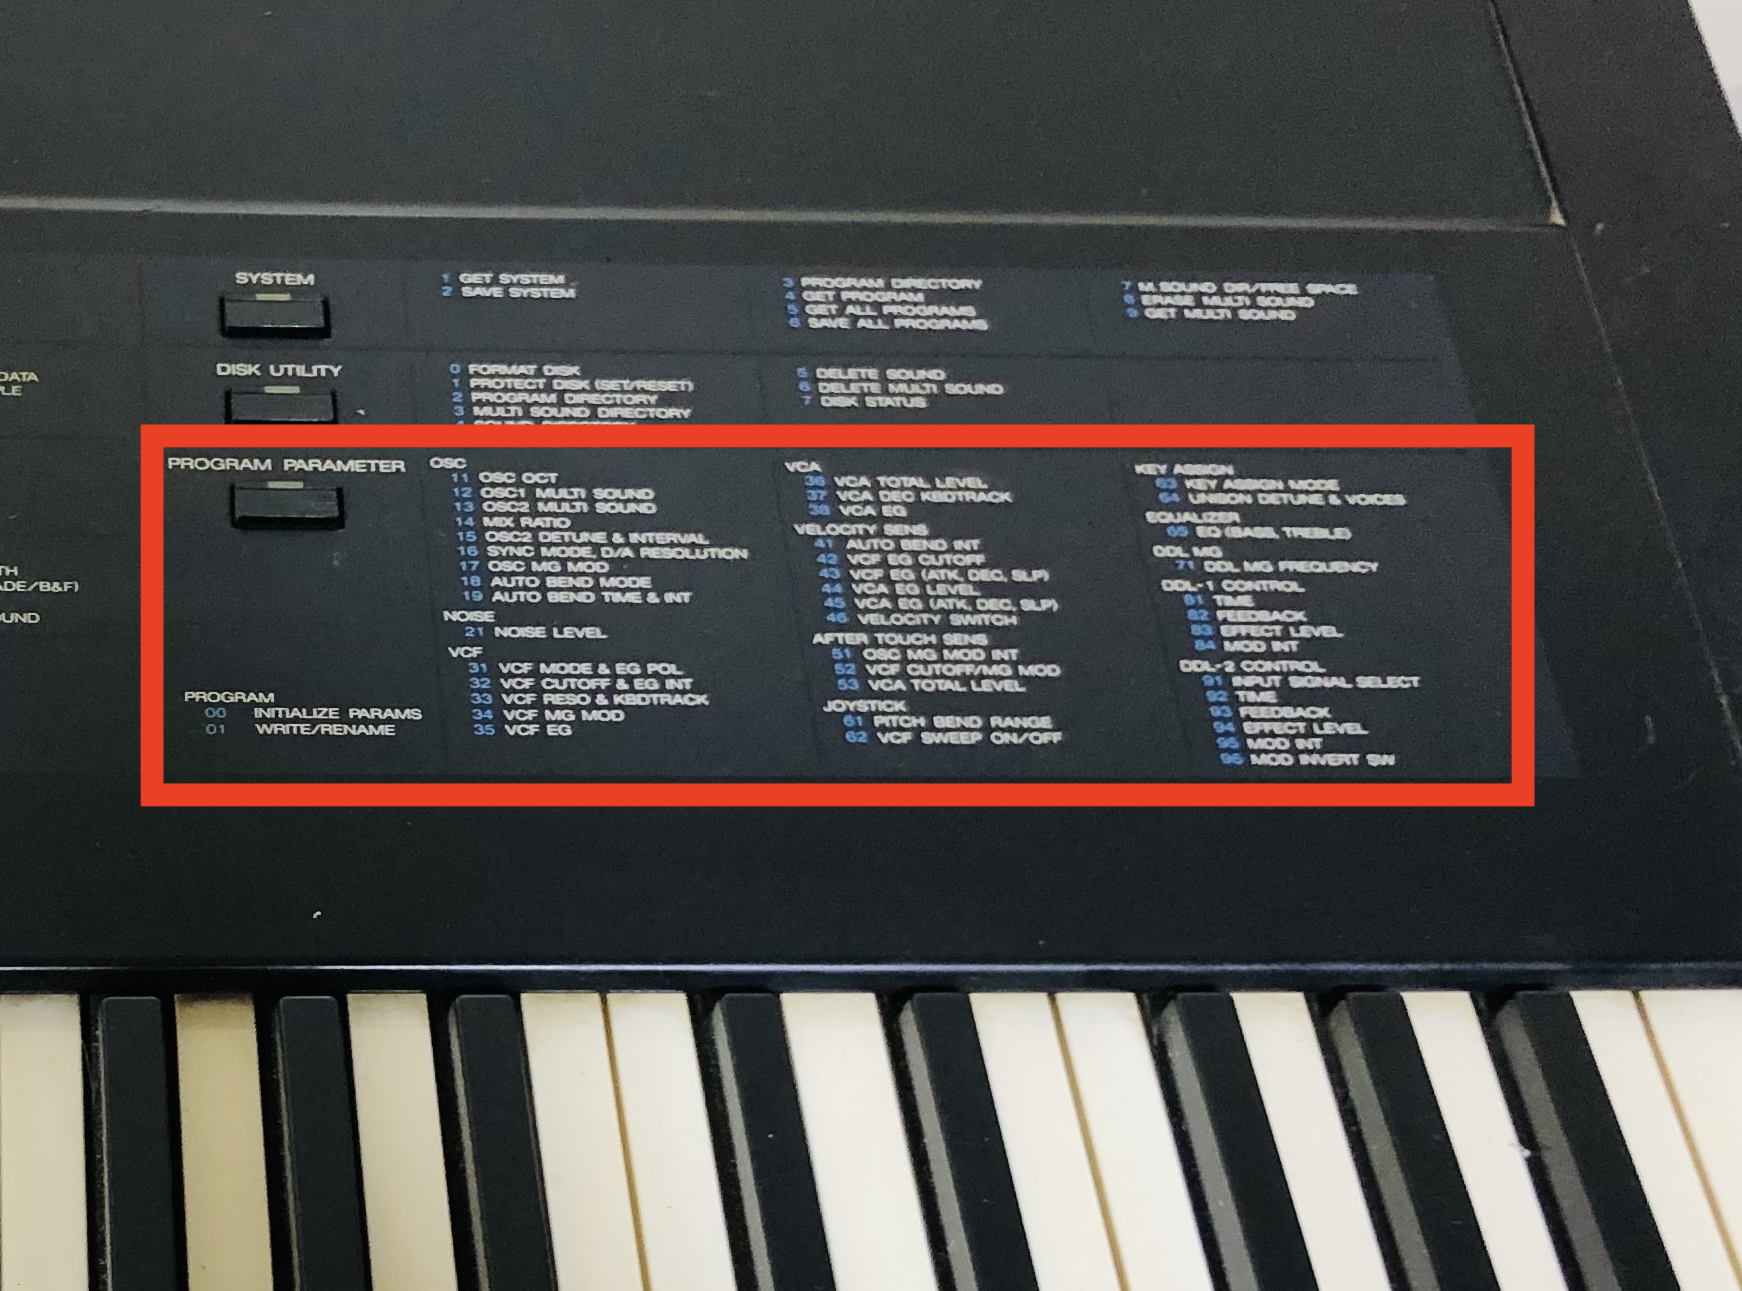 SYSTEM
1 GET SYSTEM
2 SAVE SYSTEM
3 PROGRAM DIRECTORY
4 GET PROGRAM
5 GET ALL PROGRAMS
6 SAVE ALL PROGRAMS
7 M.SOUND DIR/FREE SPACE
8 ERASE MULTI SOUND
9 GET MULTI SOUND
DATA
PLE
DISK UTILITY
0 FORMAT DISK
1 PROTECT DISK (SET/RESET)
2 PROGRAM DIRECTORY
3 MULTI SOUND DIRECTORY
5 DELETE SOUND
6 DELETE MULTI SOUND
7 DISK STATUS
TH
ADE/B&F)
OUND
PROGRAM PARAMETER
PROGRAM
00 INITIALIZE PARAMS
01 WRITE/RENAME
OSC
11 OSC OCT
12 OSC1 MULTI SOUND
13 OSC2 MULTI SOUND
14 MIX RATIO
15 OSC2 DETUNE & INTERVAL
16 SYNC MODE, D/A RESOLUTION
17 OSC MG MOD
18 AUTO BEND MODE
19 AUTO BEND TIME & INT
NOISE
21 NOISE LEVEL
VCF
31 VCF MODE & EG POL
32 VCF CUTOFF & EG INT
33 VCF RESO & KBDTRACK
34 VCF MG MOD
35 VCF EG
VCA
36 VCA TOTAL LEVEL
37 VCA DEC KBDTRACK
38 VCA EG
VELOCITY SENS
41 AUTO BEND INT
42 VCF EG CUTOFF
43 VCF EG (ATK, DEC, SLP)
44 VCA EG LEVEL
45 VCA EG (ATK, DEC, SLP)
46 VELOCITY SWITCH
AFTER TOUCH SENS
51 OSC MG MOD INT
52 VCF CUTOFF/MG MOD
53 VCA TOTAL LEVEL
JOYSTICK
61 PITCH BEND RANGE
62 VCF SWEEP ON/OFF
KEY ASSIGN
63 KEY ASSIGN MODE
64 UNISON DETUNE & VOICES
EQUALIZER
65 EQ (BASS, TREBLE)
DDL MG
71 DDL MG FREQUENCY
DDL-1 CONTROL
81 TIME
82 FEEDBACK
83 EFFECT LEVEL
84 MOD INT
DDL-2 CONTROL
91 INPUT SIGNAL SELECT
92 TIME
93 FEEDBACK
94 EFFECT LEVEL
95 MOD INT
96 MOD INVERT SW